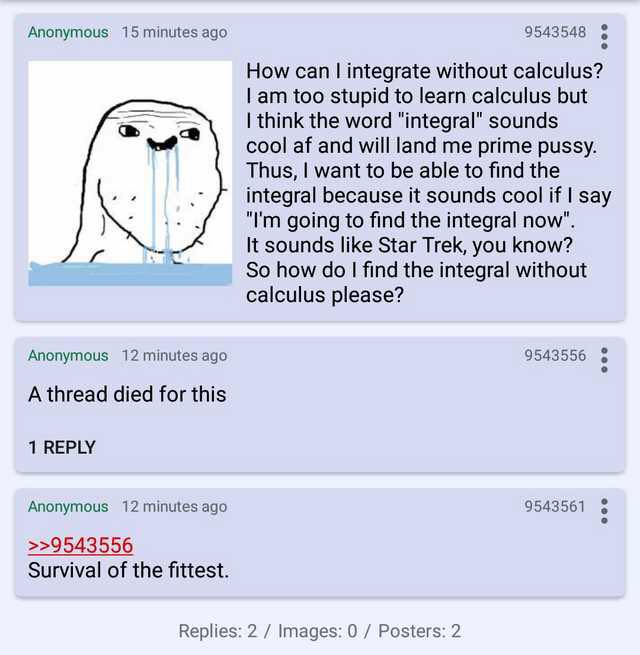 Anonymous 15 minutes ago 9543548
How can I integrate without calculus?
I am too stupid to learn calculus but
I think the word "integral" sounds
cool af and will land me prime pussy.
Thus, I want to be able to find the
integral because it sounds cool if I say
"I'm going to find the integral now".
It sounds like Star Trek, you know?
So how do I find the integral without
calculus please?
Anonymous 12 minutes ago 9543556
A thread died for this
1 REPLY
Anonymous 12 minutes ago 9543561
>>9543556
Survival of the fittest.
Replies: 2 / Images: 0 / Posters: 2